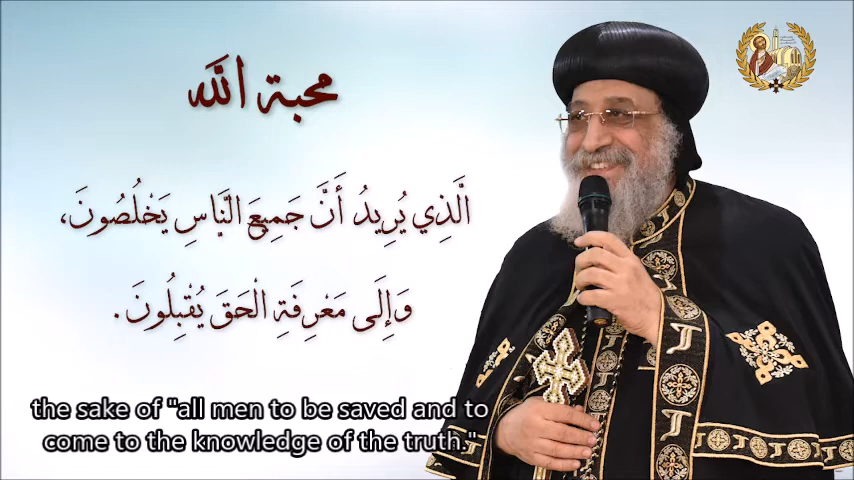 محبة الله
الَّذِي يُرِيدُ أَنَّ جَمِيعَ النَّاسِ يَخْلُصُونَ،
وَإِلَى مَعْرِفَةِ الْحَقَ يُقْبِلُونَ.
the sake of "all men to be saved and to
come to the knowledge of the truth."